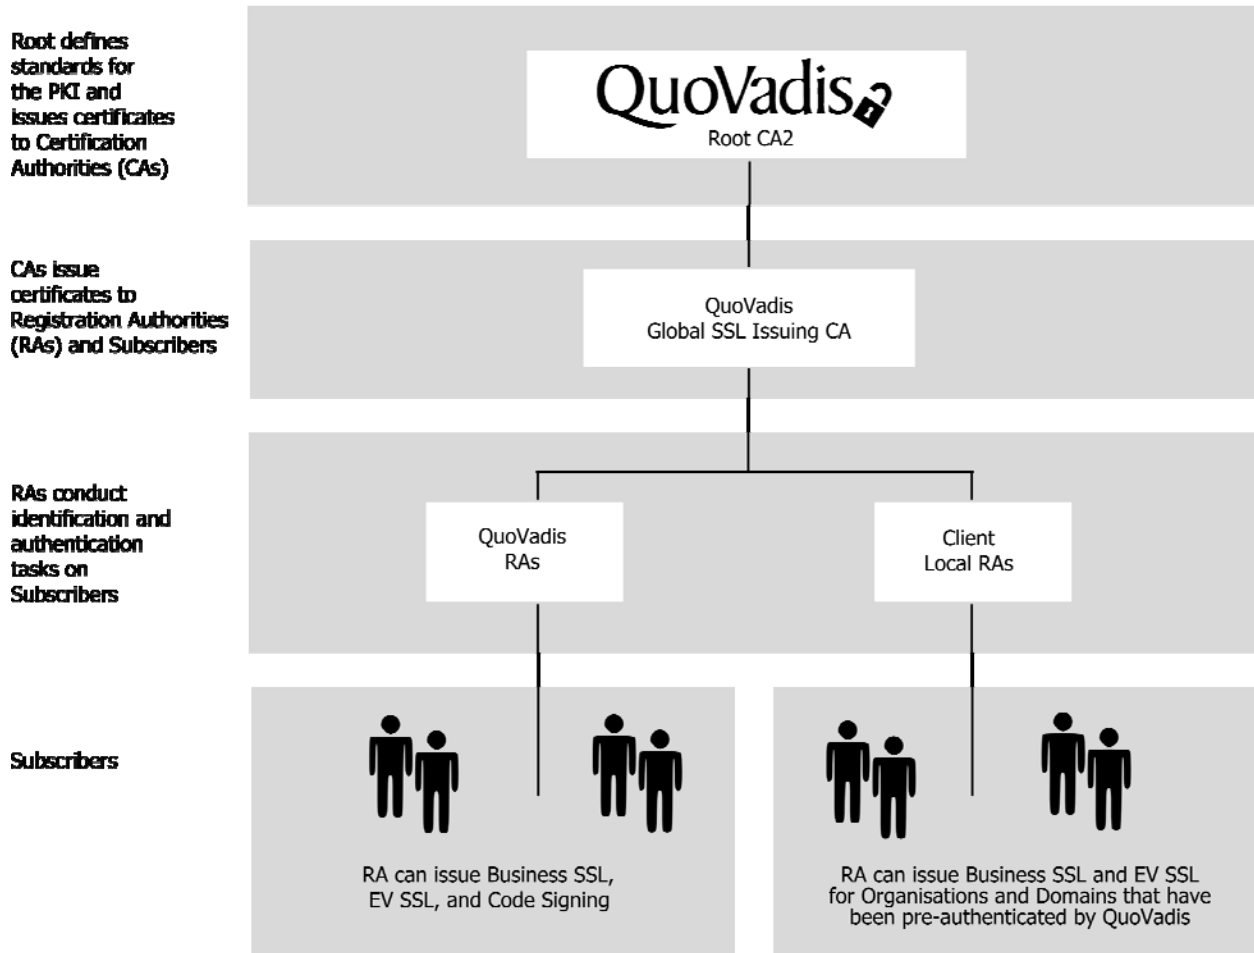 Root defines
standards for
the PKI and
issues certificates
to Certification
Authorities (CAs)
QuoVadis
Root CA2
CAs issue
certificates to
Registration Authorities
(RAs) and Subscribers
QuoVadis
Global SSL Issuing CA
RAs conduct
identification and
authentication
tasks on
Subscribers
QuoVadis
RAs
Client
Local RAs
Subscribers
RA can issue Business SSL,
EV SSL, and Code Signing
RA can issue Business SSL and EV SSL
for Organisations and Domains that have
been pre-authenticated by QuoVadis